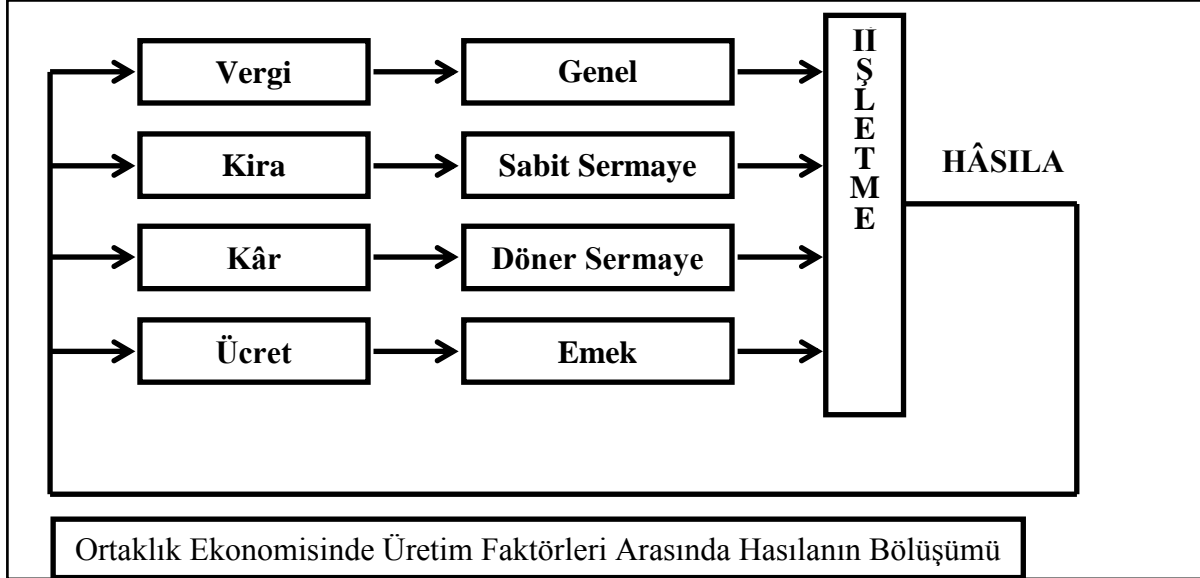 Vergi
Genel
Kira
Sabit Sermaye
Kâr
Döner Sermaye
Ücret
Emek
İİŞLETME
HÂSILA
Ortaklık Ekonomisinde Üretim Faktörleri Arasında Hasılanın Bölüşümü